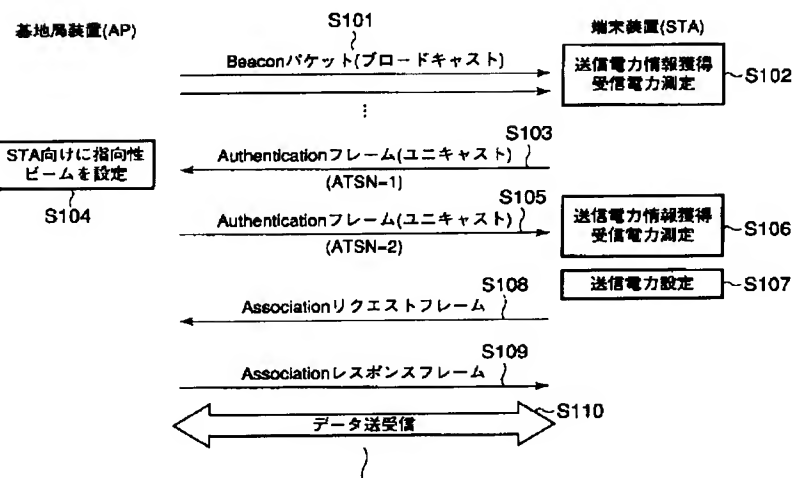 基地局装置(AP)
端末装置(STA)
S101
Beaconパケット(ブロードキャスト)
送信電力情報獲得
受信電力測定
S102
⋮
S103
Authenticationフレーム(ユニキャスト)
(ATSN=1)
STA向けに指向性
ビームを設定
S104
S105
Authenticationフレーム(ユニキャスト)
(ATSN=2)
送信電力情報獲得
受信電力測定
S106
送信電力設定
S107
S108
Associationリクエストフレーム
S109
Associationレスポンスフレーム
データ送受信
S110